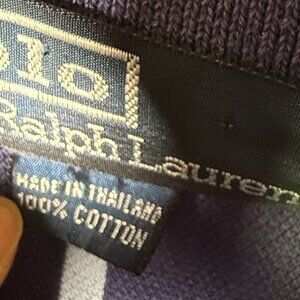 olo
Ralph Lauren
MADE IN THAILAND
100% COTTON